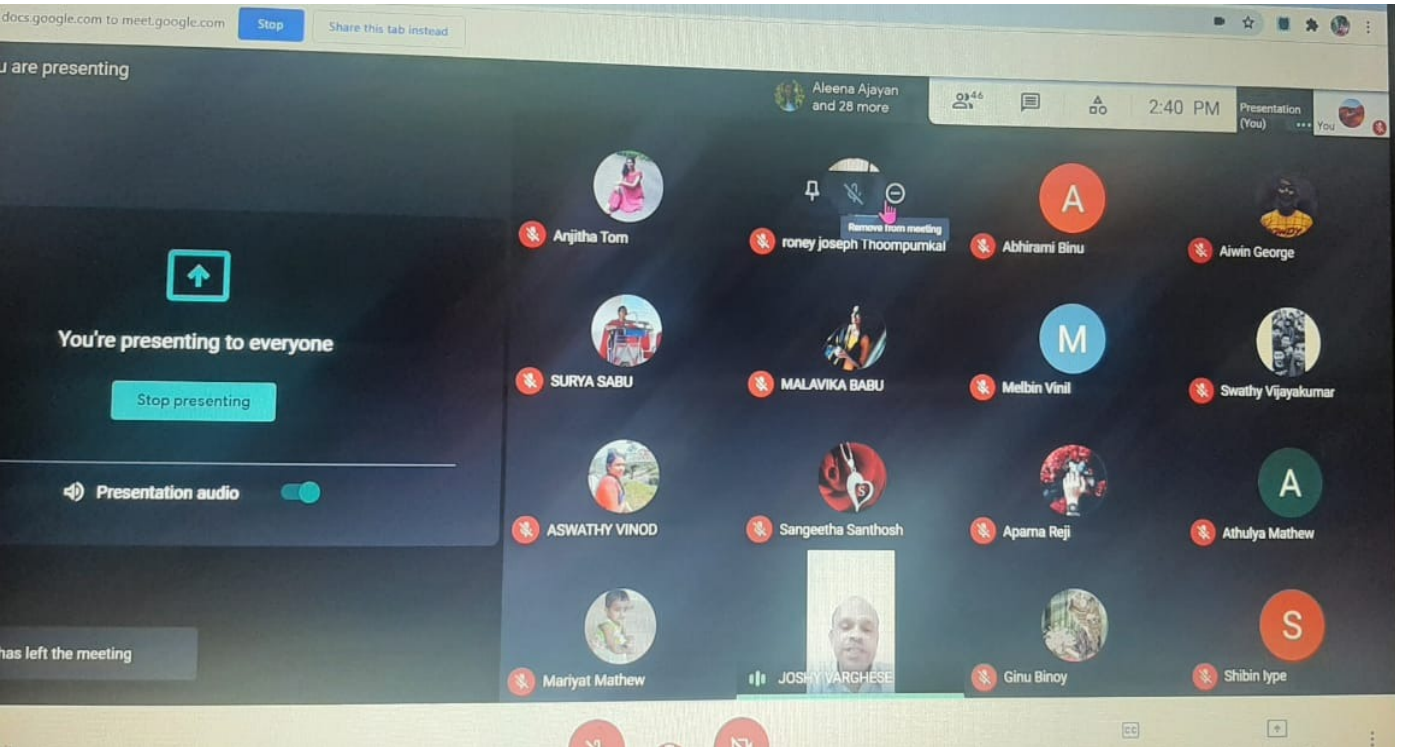 docs.google.com to meet.google.com
Stop
Share this tab instead
u are presenting
Aleena Ajayan
and 28 more
46
2:40 PM
Presentation
(You)
You
You're presenting to everyone
Stop presenting
Presentation audio
has left the meeting
Anjitha Tom
Remove from meeting
roney joseph Thoompumkal
A
Abhirami Binu
Aiwin George
SURYA SABU
MALAVIKA BABU
M
Melbin Vinil
Swathy Vijayakumar
ASWATHY VINOD
S
Sangeetha Santhosh
Aparna Reji
A
Athulya Mathew
Mariyat Mathew
JOSHY VARGHESE
Ginu Binoy
S
Shibin Iype
CC